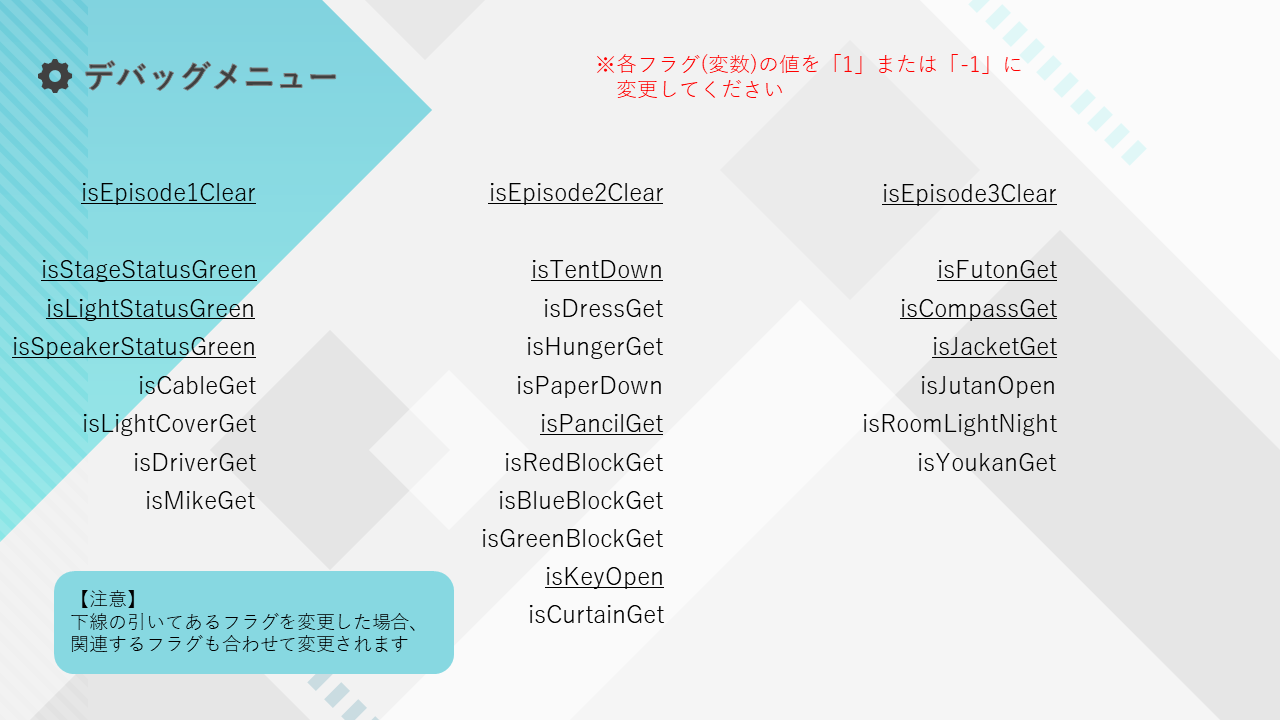 デバッグメニュー
※各フラグ(変数)の値を「1」または「-1」に
変更してください
isEpisode1Clear
isStageStatusGreen
isLightStatusGreen
isSpeakerStatusGreen
isCableGet
isLightCoverGet
isDriverGet
isMikeGet
isEpisode2Clear
isTentDown
isDressGet
isHungerGet
isPaperDown
isPancilGet
isRedBlockGet
isBlueBlockGet
isGreenBlockGet
isKeyOpen
isCurtainGet
isEpisode3Clear
isFutonGet
isCompassGet
isJacketGet
isJutanOpen
isRoomLightNight
isYoukanGet
【注意】
下線の引いてあるフラグを変更した場合、
関連するフラグも合わせて変更されます